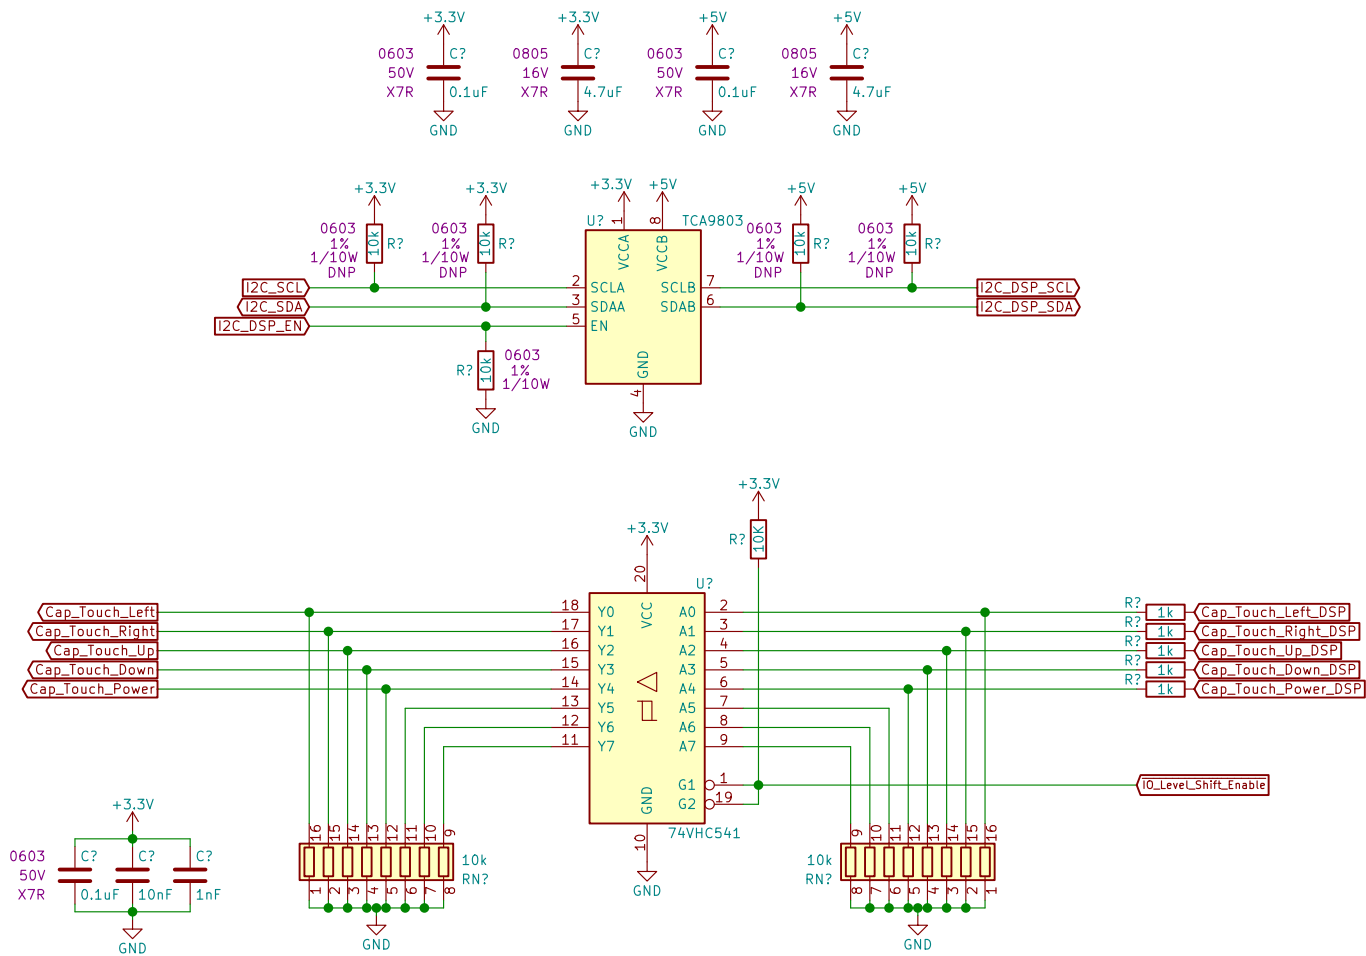 +3.3V +3.3V +5V +5V
0603 C? 0805 C? 0603 C? 0805 C?
50V 16V 50V 16V
X7R 0.1uF X7R 4.7uF X7R 0.1uF X7R 4.7uF
GND GND GND GND
+3.3V +3.3V +3.3V +5V +5V +5V
U? TCA9803
1 8
0603 0603 0603 0603
1% 10k R? 1% 10k R? VCCA VCCB 1% 10k R? 1% 10k R?
1/10W 1/10W 1/10W 1/10W
DNP DNP DNP DNP
I2C_SCL 2 SCLA SCLB 7 I2C_DSP_SCL
I2C_SDA 3 SDAA SDAB 6 I2C_DSP_SDA
I2C_DSP_EN 5 EN
0603
R? 10k 1% GND
1/10W
4
GND GND
+3.3V
+3.3V
R? 10K
20
U?
Cap_Touch_Left 18 Y0 VCC A0 2 R? 1k Cap_Touch_Left_DSP
Cap_Touch_Right 17 Y1 A1 3 R? 1k Cap_Touch_Right_DSP
Cap_Touch_Up 16 Y2 A2 4 R? 1k Cap_Touch_Up_DSP
Cap_Touch_Down 15 Y3 A3 5 R? 1k Cap_Touch_Down_DSP
Cap_Touch_Power 14 Y4 A4 6 R? 1k Cap_Touch_Power_DSP
13 Y5 A5 7
12 Y6 A6 8
11 Y7 A7 9
G1 1 IO_Level_Shift_Enable
GND G2 19
+3.3V
74VHC541
16 15 14 13 12 11 10 9 10 9 10 11 12 13 14 15 16
0603 C? C? C? 10k 10k
50V RN? GND RN?
X7R 0.1uF 10nF 1nF 1 2 3 4 5 6 7 8 8 7 6 5 4 3 2 1
GND GND GND